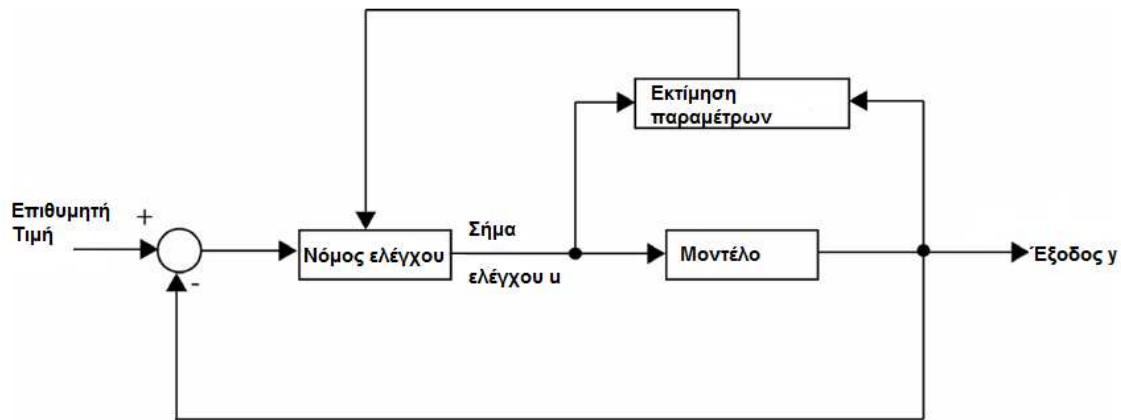 Εκτίμηση
παραμέτρων
Επιθυμητή
Τιμή
+
-
Νόμος ελέγχου
Σήμα
ελέγχου u
Μοντέλο
Έξοδος y